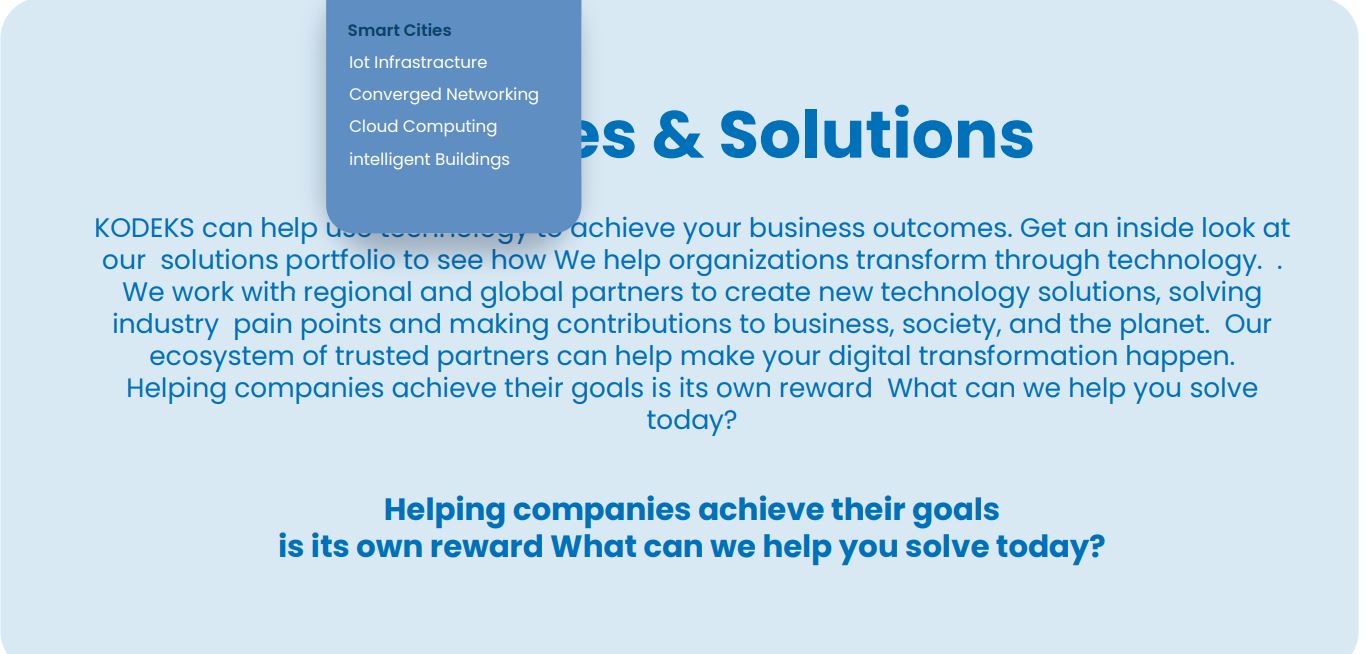 Smart Cities
Iot Infrastracture
Converged Networking
Cloud Computing
intelligent Buildings
& Solutions
KODEKS can help use technology to achieve your business outcomes. Get an inside look at
our solutions portfolio to see how We help organizations transform through technology. .
We work with regional and global partners to create new technology solutions, solving
industry pain points and making contributions to business, society, and the planet. Our
ecosystem of trusted partners can help make your digital transformation happen.
Helping companies achieve their goals is its own reward What can we help you solve
today?
Helping companies achieve their goals
is its own reward What can we help you solve today?